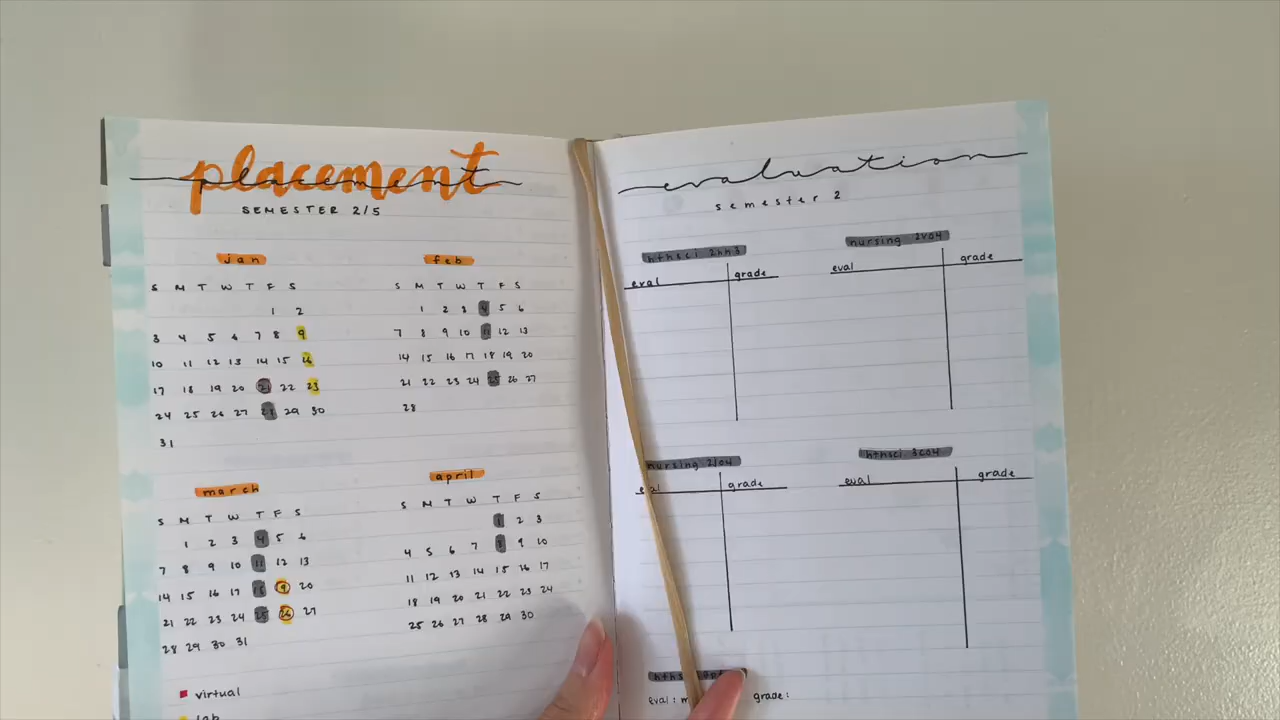 placement
SEMESTER 2/5
jan
S M T W T F S
1 2
3 4 5 6 7 8 9
10 11 12 13 14 15 16
17 18 19 20 21 22 23
24 25 26 27 28 29 30
31
feb
S M T W T F S
1 2 3 4 5 6
7 8 9 10 11 12 13
14 15 16 17 18 19 20
21 22 23 24 25 26 27
28
march
S M T W T F S
1 2 3 4 5 6
7 8 9 10 11 12 13
14 15 16 17 18 19 20
21 22 23 24 25 26 27
28 29 30 31
april
S M T W T F S
1 2 3
4 5 6 7 8 9 10
11 12 13 14 15 16 17
18 19 20 21 22 23 24
25 26 27 28 29 30
virtual
lab
evaluation
semester 2
hthsci 2hh3
eval grade
nursing 2v04
eval grade
nursing 2l04
eval grade
hthsci 3c04
eval grade
eval: grade: